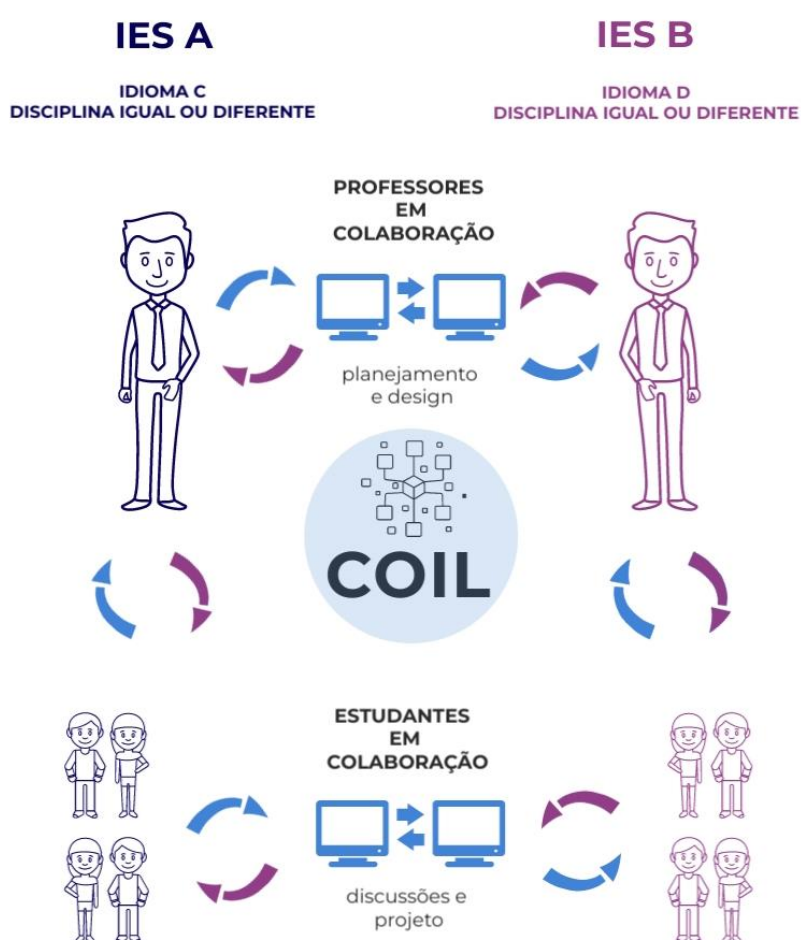 IES A
IES B
IDIOMA C
DISCIPLINA IGUAL OU DIFERENTE
IDIOMA D
DISCIPLINA IGUAL OU DIFERENTE
PROFESSORES
EM
COLABORAÇÃO
planejamento
e design
COIL
ESTUDANTES
EM
COLABORAÇÃO
discussões e
projeto